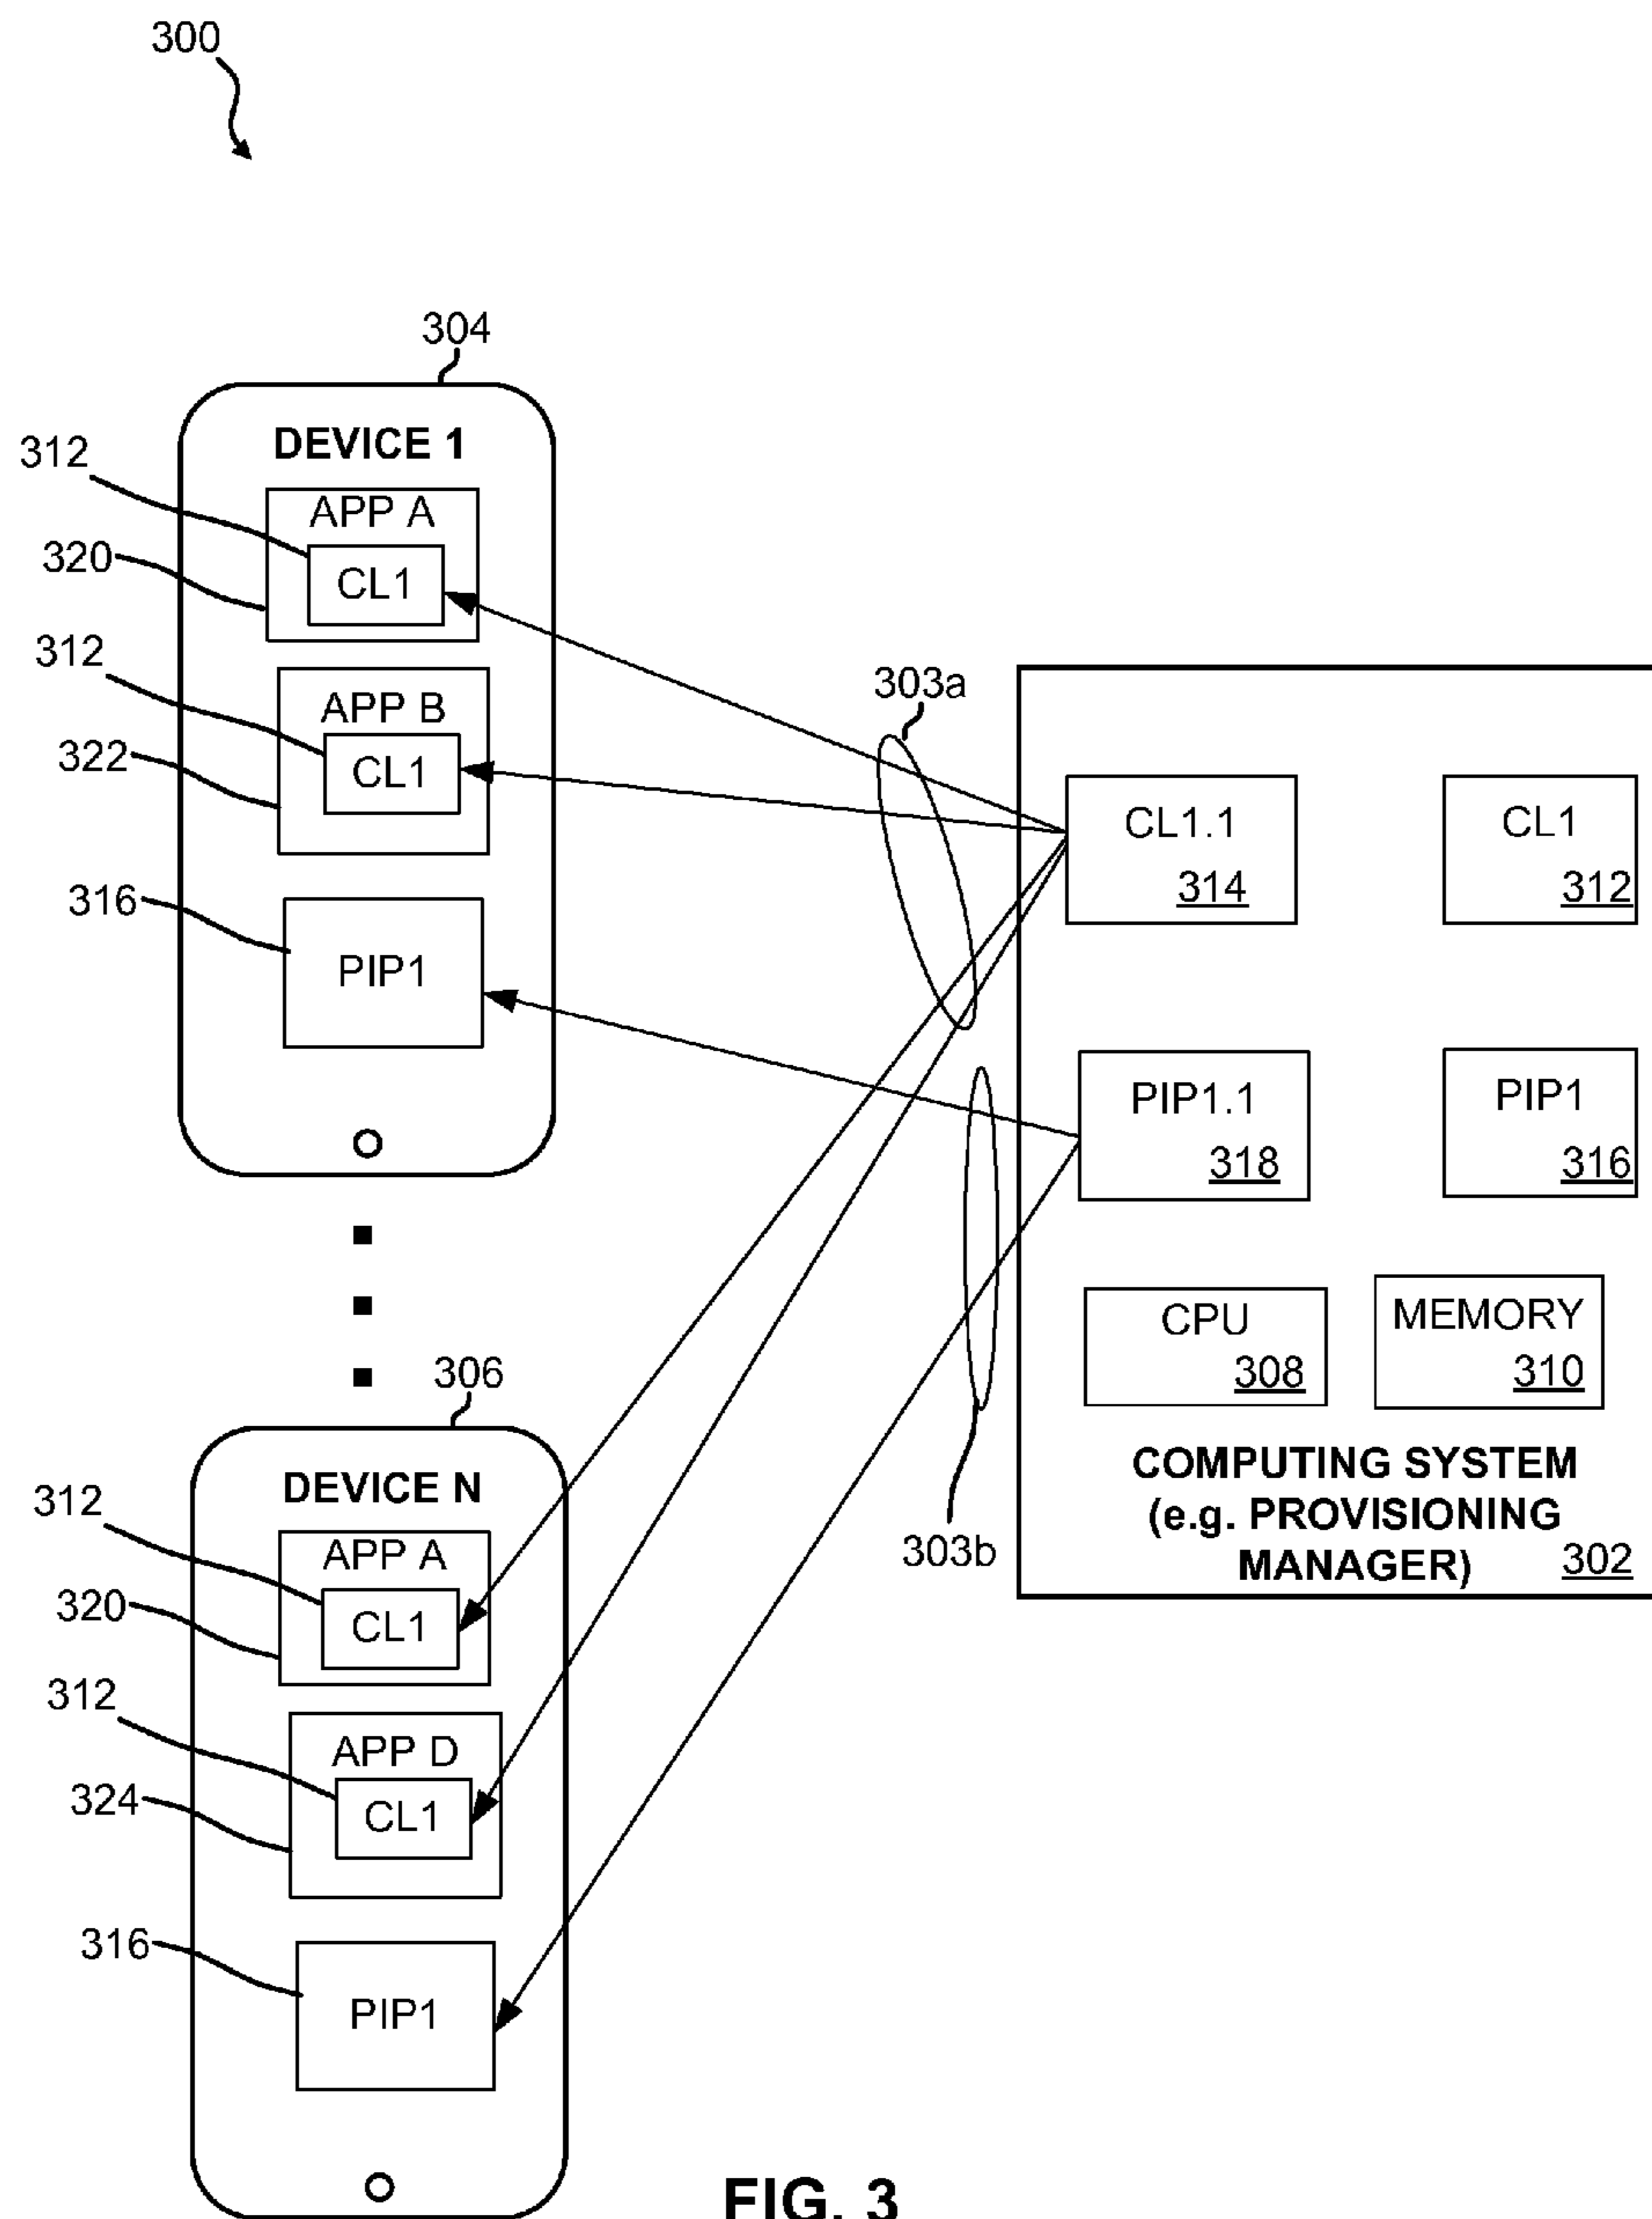 300
304
DEVICE 1
312
APP A
320
CL1
312
APP B
322
CL1
316
PIP1
303a
CL1.1
314
CL1
312
PIP1.1
318
PIP1
316
CPU
308
MEMORY
310
COMPUTING SYSTEM
(e.g. PROVISIONING
MANAGER)
302
303b
306
DEVICE N
312
APP A
320
CL1
312
APP D
324
CL1
316
PIP1
FIG. 3